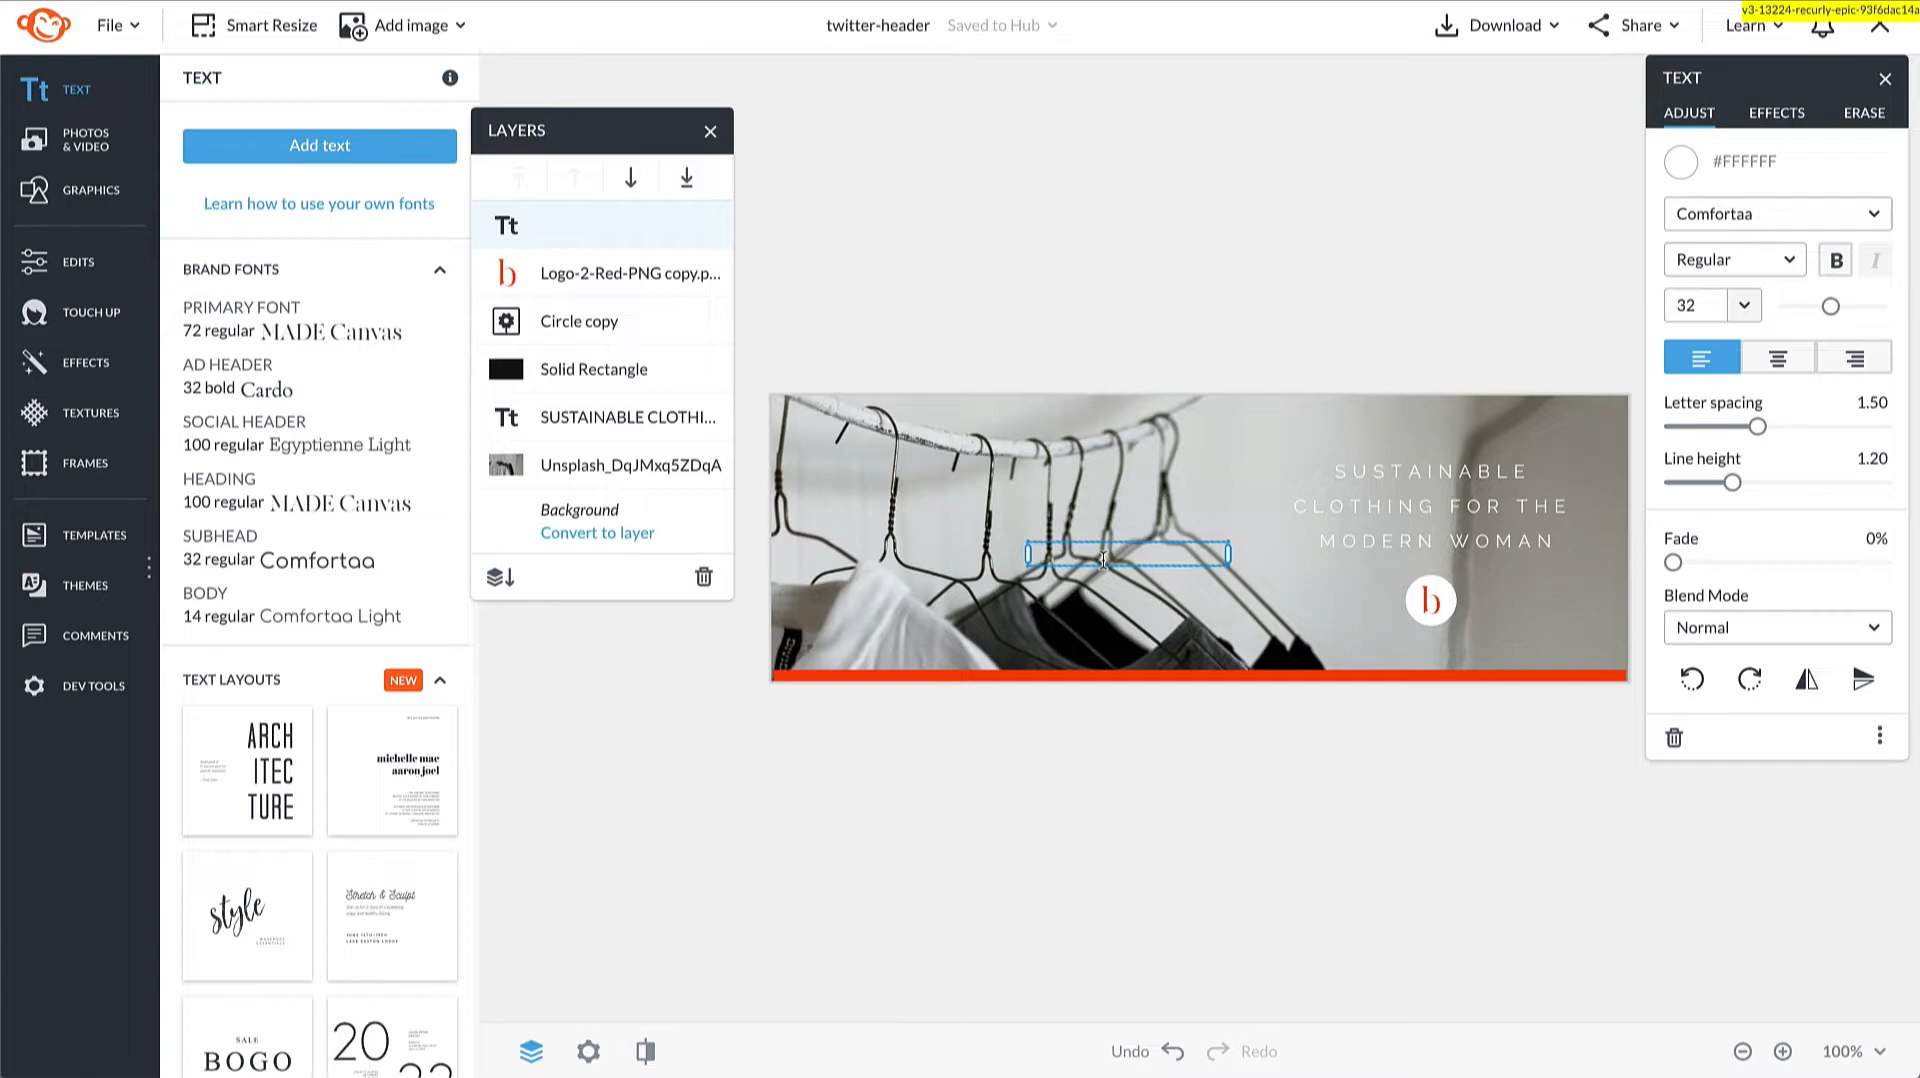 v3-13224-recurly-epic-93f6dac14a
File
Smart Resize
Add image
twitter-header
Saved to Hub
Download
Share
Learn
Tt TEXT
PHOTOS
& VIDEO
GRAPHICS
EDITS
TOUCH UP
EFFECTS
TEXTURES
FRAMES
TEMPLATES
THEMES
COMMENTS
DEV TOOLS
TEXT
Add text
Learn how to use your own fonts
BRAND FONTS
PRIMARY FONT
72 regular MADE Canvas
AD HEADER
32 bold Cardo
SOCIAL HEADER
100 regular Egyptienne Light
HEADING
100 regular MADE Canvas
SUBHEAD
32 regular Comfortaa
BODY
14 regular Comfortaa Light
TEXT LAYOUTS
NEW
ARCH
ITEC
TURE
michelle mae
aaron joel
style
Stretch & Sculpt
SALE
BOGO
20
LAYERS
Tt
b Logo-2-Red-PNG copy.p...
Circle copy
Solid Rectangle
Tt SUSTAINABLE CLOTHI...
Unsplash_DqJMxq5ZDqA
Background
Convert to layer
SUSTAINABLE
CLOTHING FOR THE
MODERN WOMAN
b
TEXT
ADJUST
EFFECTS
ERASE
#FFFFFF
Comfortaa
Regular
B
I
32
Letter spacing 1.50
Line height 1.20
Fade 0%
Blend Mode
Normal
Undo
Redo
100%